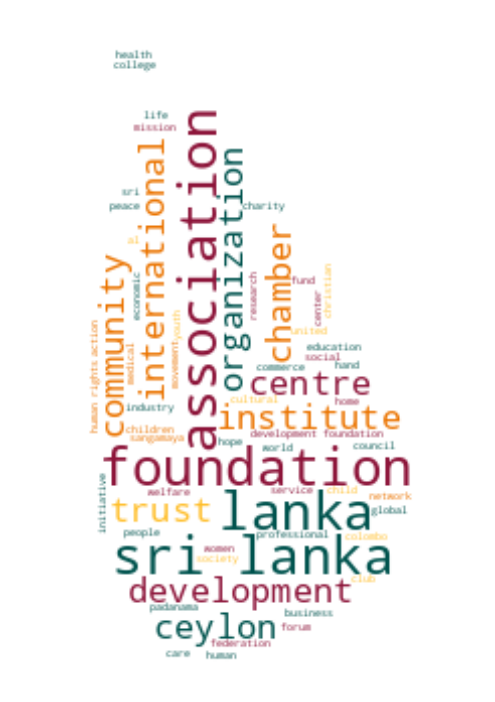 health
college
life
mission
association
international
organization
sri
peace
charity
chamber
al
community
economic
research
fund
christian
center
youth
movement
united
human rights
action
medical
education
social
commerce
hand
centre
cultural
home
industry
institute
children
sangamaya
development foundation
hope
world
council
foundation
initiative
welfare
service
child
network
trust
lanka
global
people
professional
colombo
sri lanka
women
society
club
development
padanama
business
ceylon
forum
federation
care
human